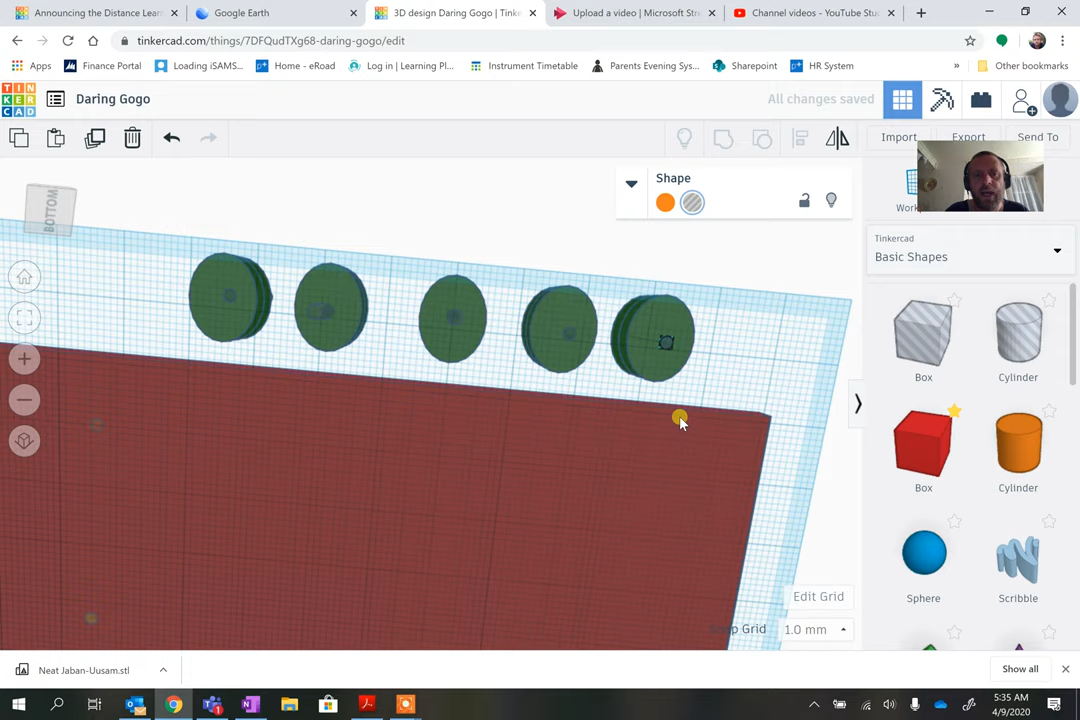 Announcing the Distance Lear
Google Earth
3D design Daring Gogo | Tinke
Upload a video | Microsoft Stre
Channel videos - YouTube Stu
tinkercad.com/things/7DFQudTXg68-daring-gogo/edit
Apps
Finance Portal
Loading iSAMS...
Home - eRoad
Log in | Learning Pl...
Instrument Timetable
Parents Evening Sys...
Sharepoint
HR System
»
Other bookmarks
TIN
KER
CAD
Daring Gogo
All changes saved
Import
Export
Send To
Shape
BOTTOM
Work
Tinkercad
Basic Shapes
Box
Cylinder
Box
Cylinder
Sphere
Scribble
Edit Grid
Snap Grid
1.0 mm
Neat Jaban-Uusam.stl
Show all
5:35 AM
4/9/2020